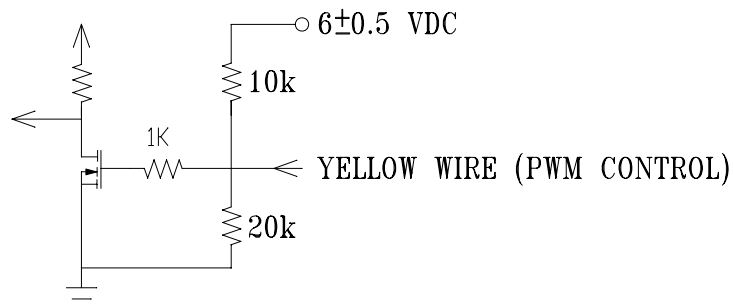 6±0.5 VDC
10k
1K
YELLOW WIRE (PWM CONTROL)
20k